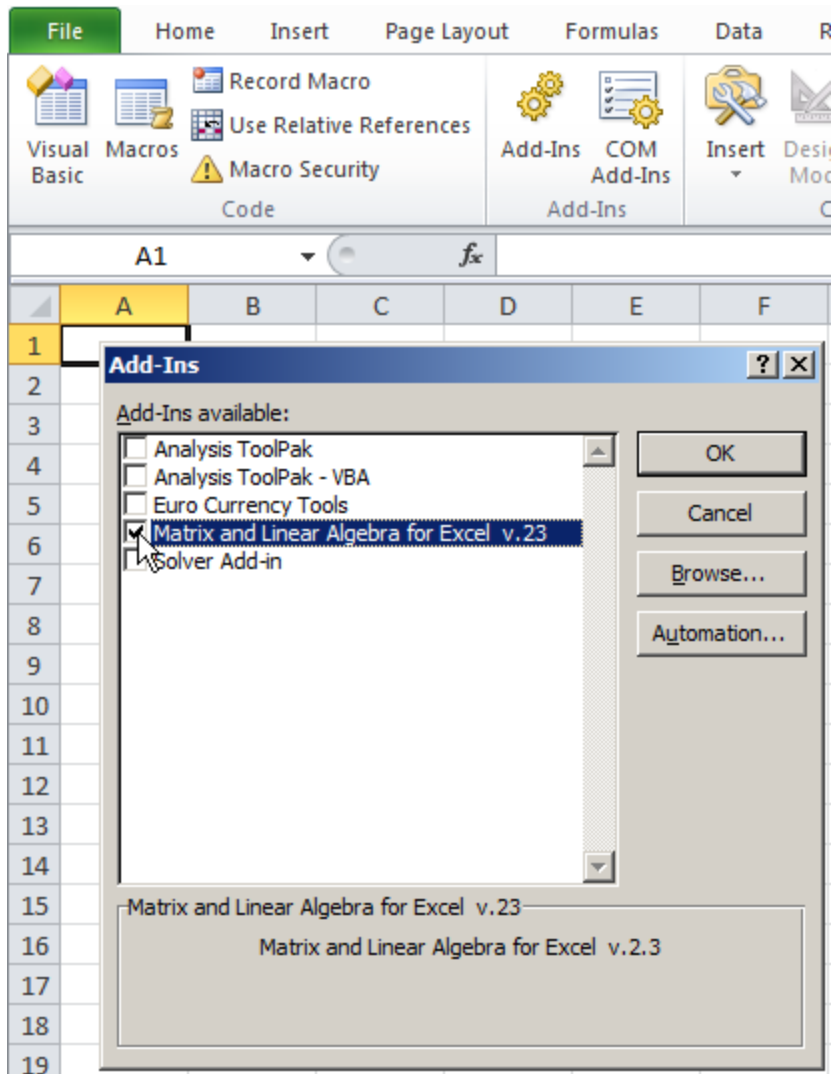 File Home Insert Page Layout Formulas Data R
Visual Basic
Macros
Record Macro
Use Relative References
Macro Security
Code
Add-Ins
COM Add-Ins
Add-Ins
Insert
Desi
Moc
C
A1
fx
A B C D E F
1
2
3
4
5
6
7
8
9
10
11
12
13
14
15
16
17
18
19
Add-Ins
?
Add-Ins available:
Analysis ToolPak
Analysis ToolPak - VBA
Euro Currency Tools
Matrix and Linear Algebra for Excel v.23
Solver Add-in
OK
Cancel
Browse...
Automation...
Matrix and Linear Algebra for Excel v.23
Matrix and Linear Algebra for Excel v.2.3